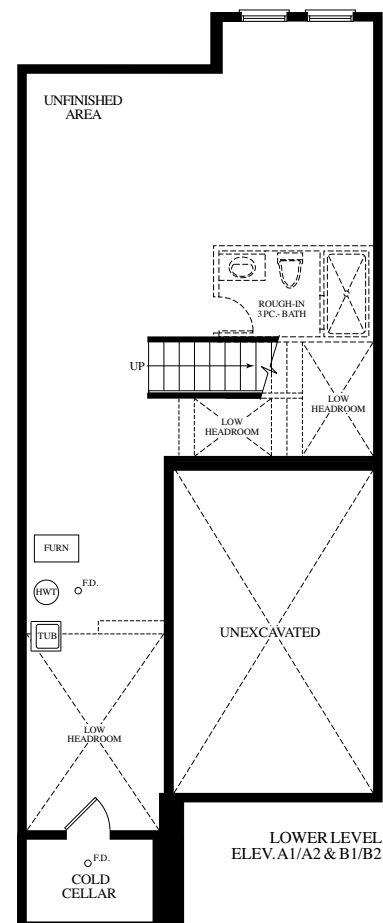 UNFINISHED
AREA
ROUGH-IN
3 PC.- BATH
UP
LOW
HEADROOM
LOW
HEADROOM
FURN
HWT
F.D.
TUB
UNEXCAVATED
LOW
HEADROOM
F.D.
COLD
CELLAR
LOWER LEVEL
ELEV. A1/A2 & B1/B2